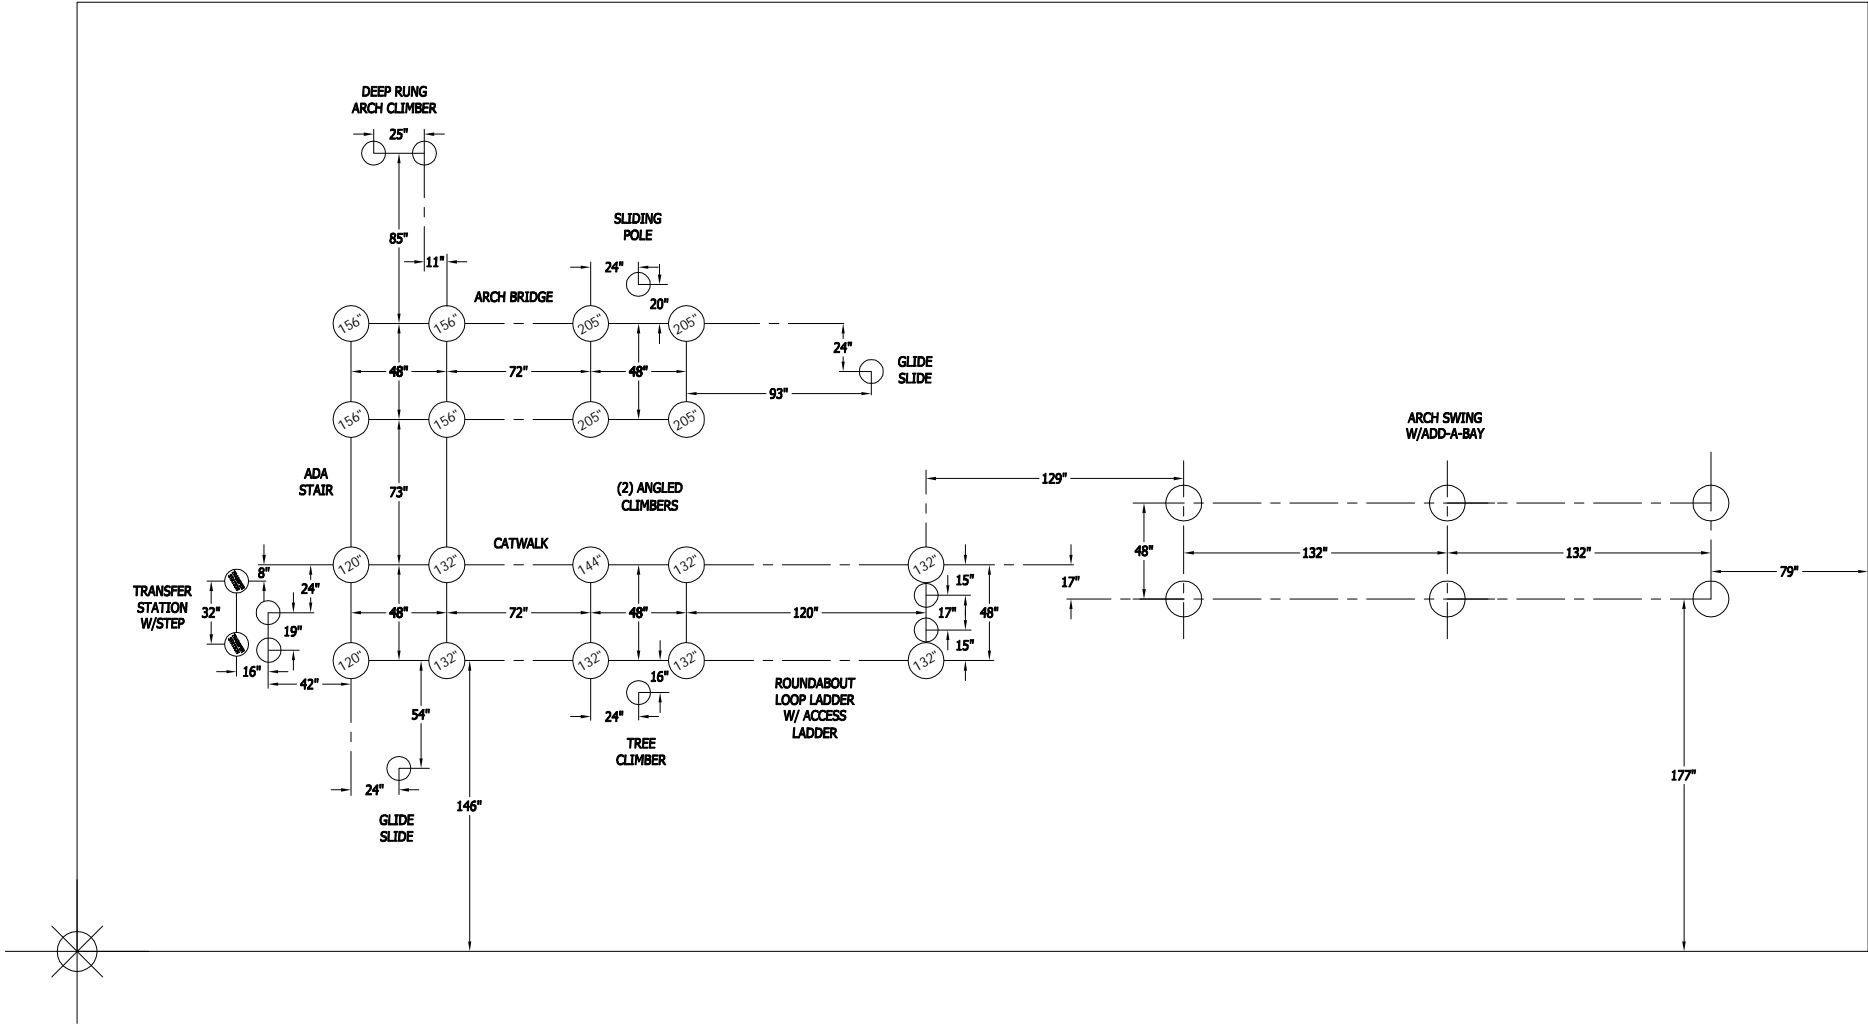 DEEP RUNG
ARCH CLIMBER
25"
85"
11"
SLIDING
POLE
24"
20"
ARCH BRIDGE
156"
156"
205"
205"
24"
GLIDE
SLIDE
48"
72"
48"
93"
156"
156"
205"
205"
ARCH SWING
W/ADD-A-BAY
ADA
STAIR
73"
(2) ANGLED
CLIMBERS
129"
CATWALK
48"
132"
132"
79"
120"
132"
144"
132"
132"
8"
24"
15"
17"
TRANSFER
STATION
W/STEP
32"
19"
48"
72"
48"
120"
17"
48"
15"
120"
132"
132"
132"
132"
16"
42"
16"
54"
24"
TREE
CLIMBER
ROUNDABOUT
LOOP LADDER
W/ ACCESS
LADDER
24"
146"
177"
GLIDE
SLIDE